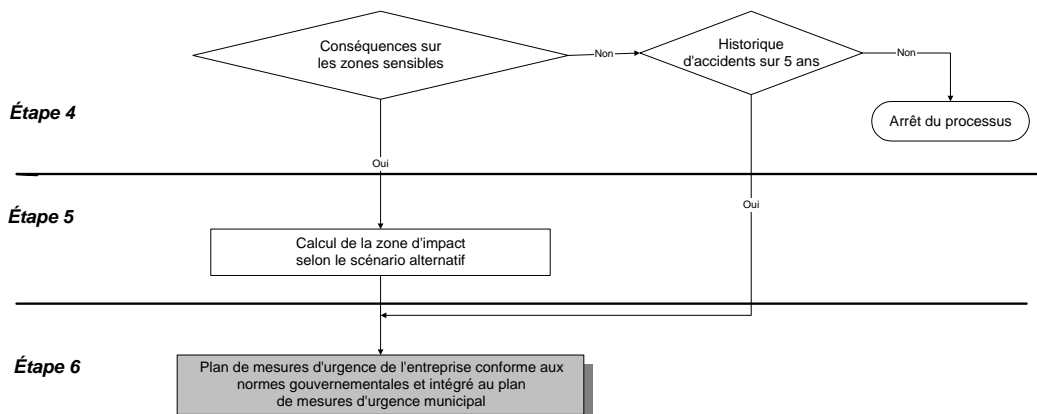 Conséquences sur
les zones sensibles
Non
Historique
d'accidents sur 5 ans
Non
Étape 4
Arrêt du processus
Oui
Étape 5
Oui
Calcul de la zone d'impact
selon le scénario alternatif
Étape 6
Plan de mesures d'urgence de l'entreprise conforme aux
normes gouvernementales et intégré au plan
de mesures d'urgence municipal